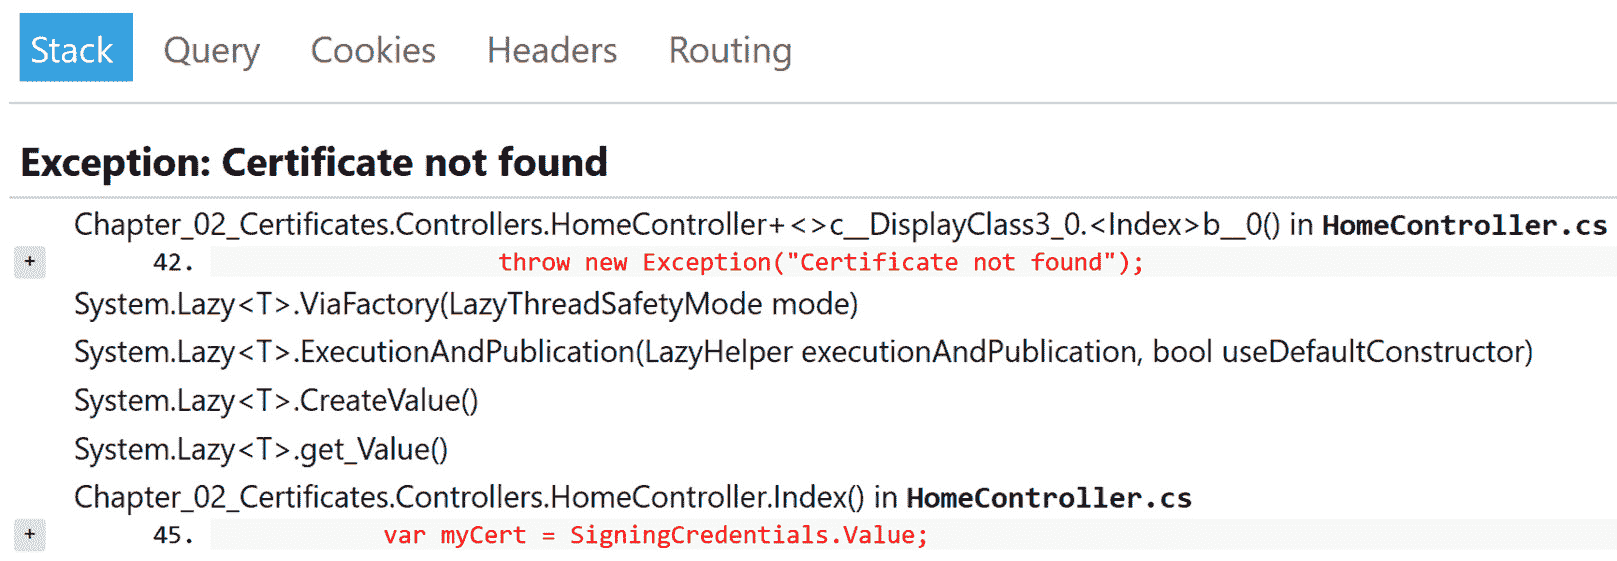 Stack Query Cookies Headers Routing
Exception: Certificate not found
Chapter_02_Certificates.Controllers.HomeController+<>c__DisplayClass3_0.<Index>b__0() in HomeController.cs
+ 42. throw new Exception("Certificate not found");
System.Lazy<T>.ViaFactory(LazyThreadSafetyMode mode)
System.Lazy<T>.ExecutionAndPublication(LazyHelper executionAndPublication, bool useDefaultConstructor)
System.Lazy<T>.CreateValue()
System.Lazy<T>.get_Value()
Chapter_02_Certificates.Controllers.HomeController.Index() in HomeController.cs
+ 45. var myCert = SigningCredentials.Value;